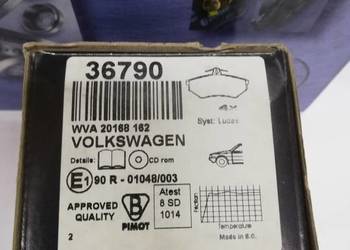 36790
WVA 20168 162
VOLKSWAGEN
Syst: Lucas
Details: CD rom
E1 90 R - 01048/003
APPROVED
QUALITY
B
PIMOT
Atest
8 SD
1014
Factor
Temperature
Made in B.G.
2